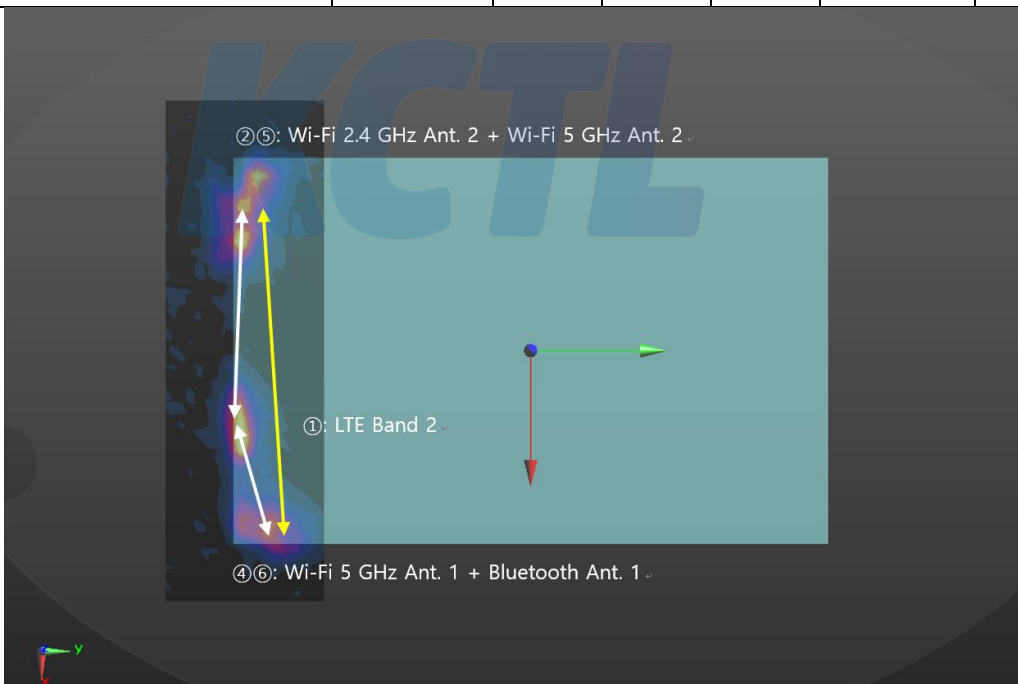 KCTL
②⑤: Wi-Fi 2.4 GHz Ant. 2 + Wi-Fi 5 GHz Ant. 2
①: LTE Band 2
④⑥: Wi-Fi 5 GHz Ant. 1 + Bluetooth Ant. 1
y
x